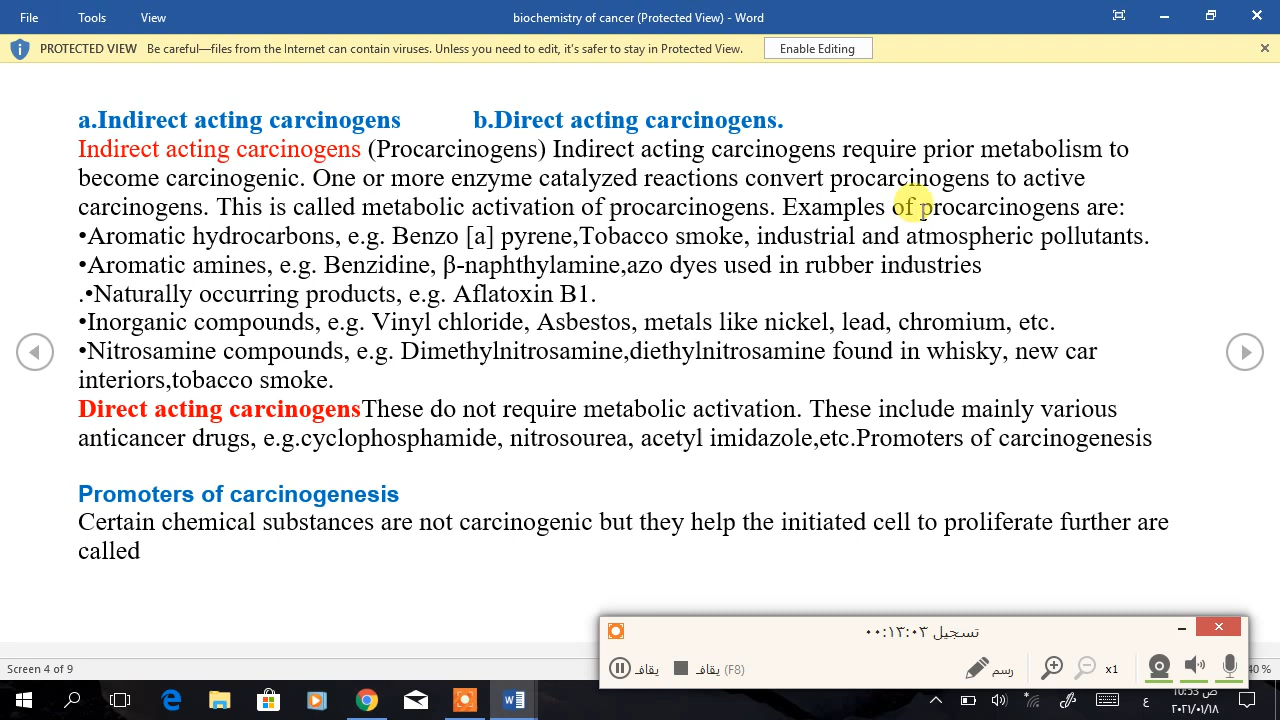 File Tools View biochemistry of cancer (Protected View) - Word
PROTECTED VIEW Be careful—files from the Internet can contain viruses. Unless you need to edit, it's safer to stay in Protected View. Enable Editing
a.Indirect acting carcinogens b.Direct acting carcinogens.
Indirect acting carcinogens (Procarcinogens) Indirect acting carcinogens require prior metabolism to
become carcinogenic. One or more enzyme catalyzed reactions convert procarcinogens to active
carcinogens. This is called metabolic activation of procarcinogens. Examples of procarcinogens are:
•Aromatic hydrocarbons, e.g. Benzo [a] pyrene,Tobacco smoke, industrial and atmospheric pollutants.
•Aromatic amines, e.g. Benzidine, β-naphthylamine,azo dyes used in rubber industries
.•Naturally occurring products, e.g. Aflatoxin B1.
•Inorganic compounds, e.g. Vinyl chloride, Asbestos, metals like nickel, lead, chromium, etc.
•Nitrosamine compounds, e.g. Dimethylnitrosamine,diethylnitrosamine found in whisky, new car
interiors,tobacco smoke.
Direct acting carcinogensThese do not require metabolic activation. These include mainly various
anticancer drugs, e.g.cyclophosphamide, nitrosourea, acetyl imidazole,etc.Promoters of carcinogenesis
Promoters of carcinogenesis
Certain chemical substances are not carcinogenic but they help the initiated cell to proliferate further are
called
تسجيل ٠٠:١٣:٠٣
يقاف يقاف (F8) رسم x1
Screen 4 of 9 40 %
ع ١٠:٥٣ ص
٢٠٢١/٠١/١٨